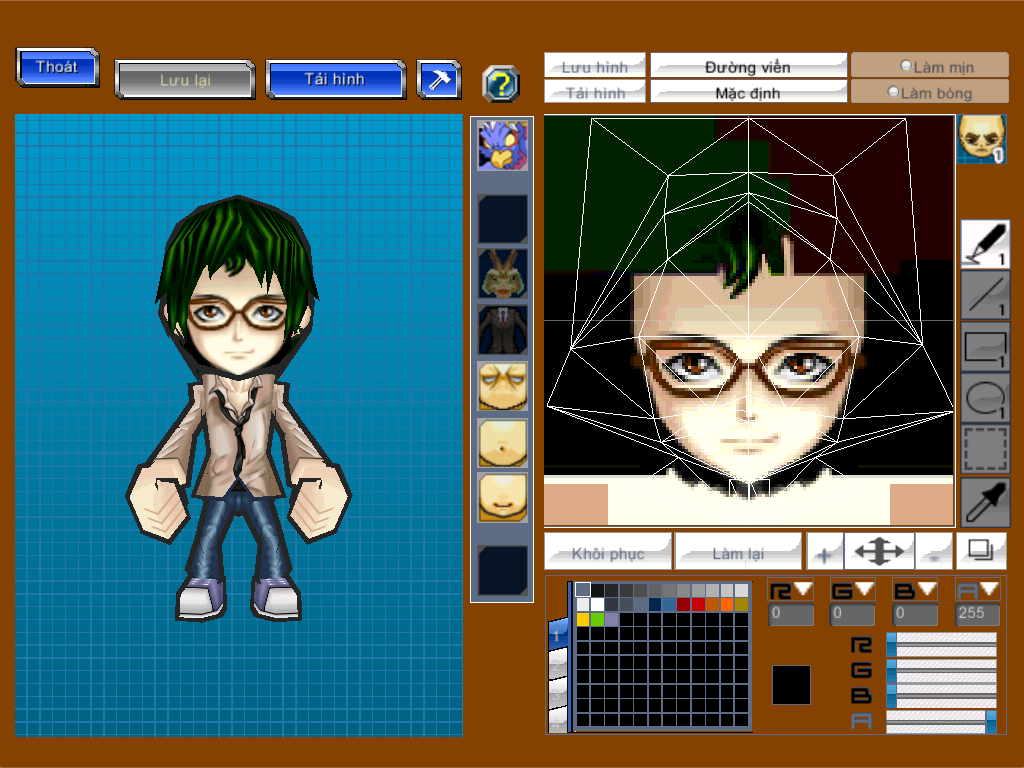 Thoát
Lưu lại
Tải hình
?
Lưu hình
Đường viền
Làm mịn
Tải hình
Mặc định
Làm bóng
1
1
1
1
1
Khôi phục
Làm lại
+
-
R
G
B
A
0
0
0
255
1
R
G
B
A